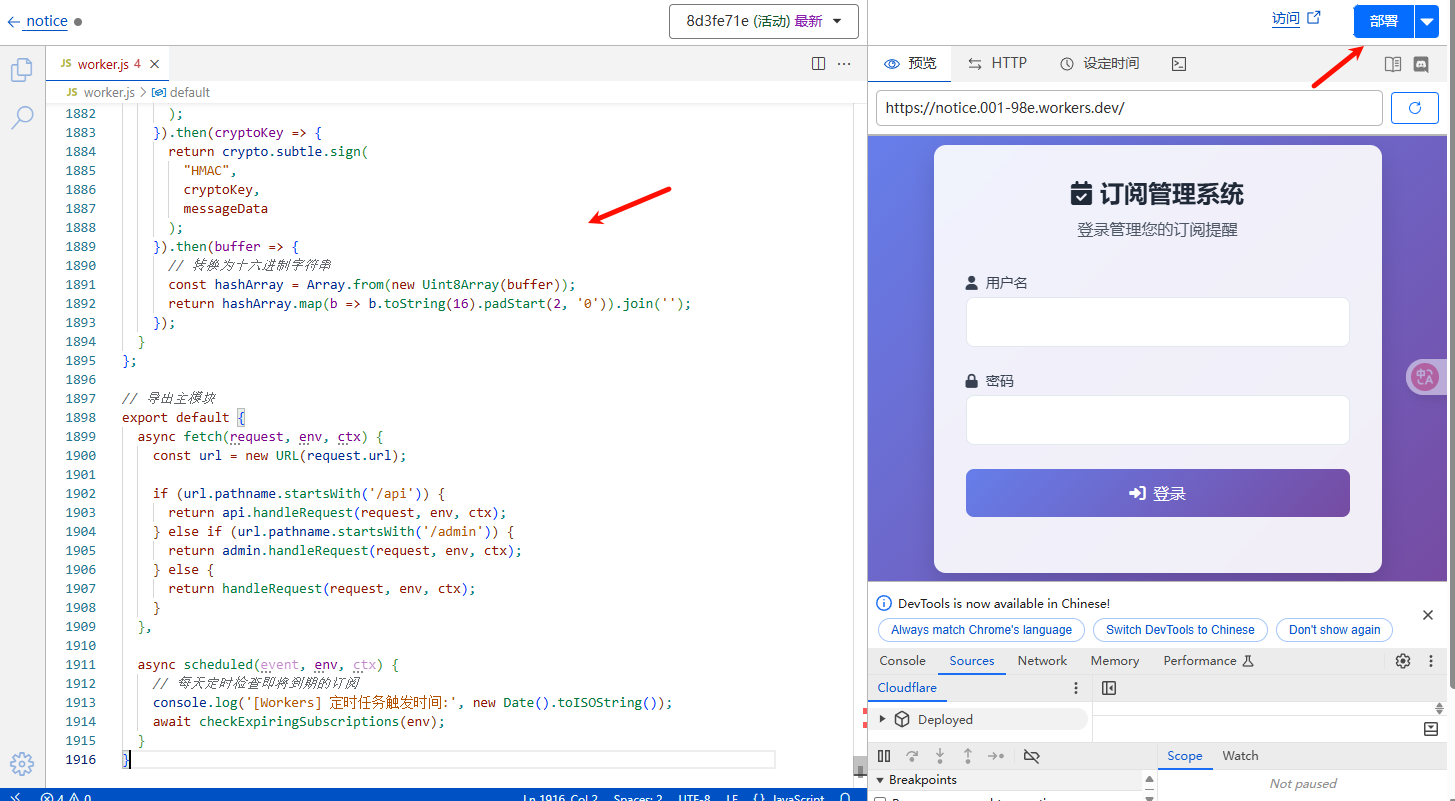 notice
8d3fe71e (活动) 最新
访问
部署
JS worker.js 4
JS worker.js > default
1882 );
1883 }).then(cryptoKey => {
1884 return crypto.subtle.sign(
1885 "HMAC",
1886 cryptoKey,
1887 messageData
1888 );
1889 }).then(buffer => {
1890 // 转换为十六进制字符串
1891 const hashArray = Array.from(new Uint8Array(buffer));
1892 return hashArray.map(b => b.toString(16).padStart(2, '0')).join('');
1893 });
1894 }
1895 };
1896
1897 // 导出主模块
1898 export default {
1899 async fetch(request, env, ctx) {
1900 const url = new URL(request.url);
1901
1902 if (url.pathname.startsWith('/api')) {
1903 return api.handleRequest(request, env, ctx);
1904 } else if (url.pathname.startsWith('/admin')) {
1905 return admin.handleRequest(request, env, ctx);
1906 } else {
1907 return handleRequest(request, env, ctx);
1908 }
1909 },
1910
1911 async scheduled(event, env, ctx) {
1912 // 每天定时检查即将到期的订阅
1913 console.log('[Workers] 定时任务触发时间:', new Date().toISOString());
1914 await checkExpiringSubscriptions(env);
1915 }
1916 }
4 0
Ln 1916, Col 2 Spaces: 2 UTF-8 LF {} JavaScript
预览 HTTP 设定时间
https://notice.001-98e.workers.dev/
订阅管理系统
登录管理您的订阅提醒
用户名
密码
登录
DevTools is now available in Chinese!
Always match Chrome's language Switch DevTools to Chinese Don't show again
Console Sources Network Memory Performance
Cloudflare
Deployed
Scope Watch
Breakpoints
Not paused